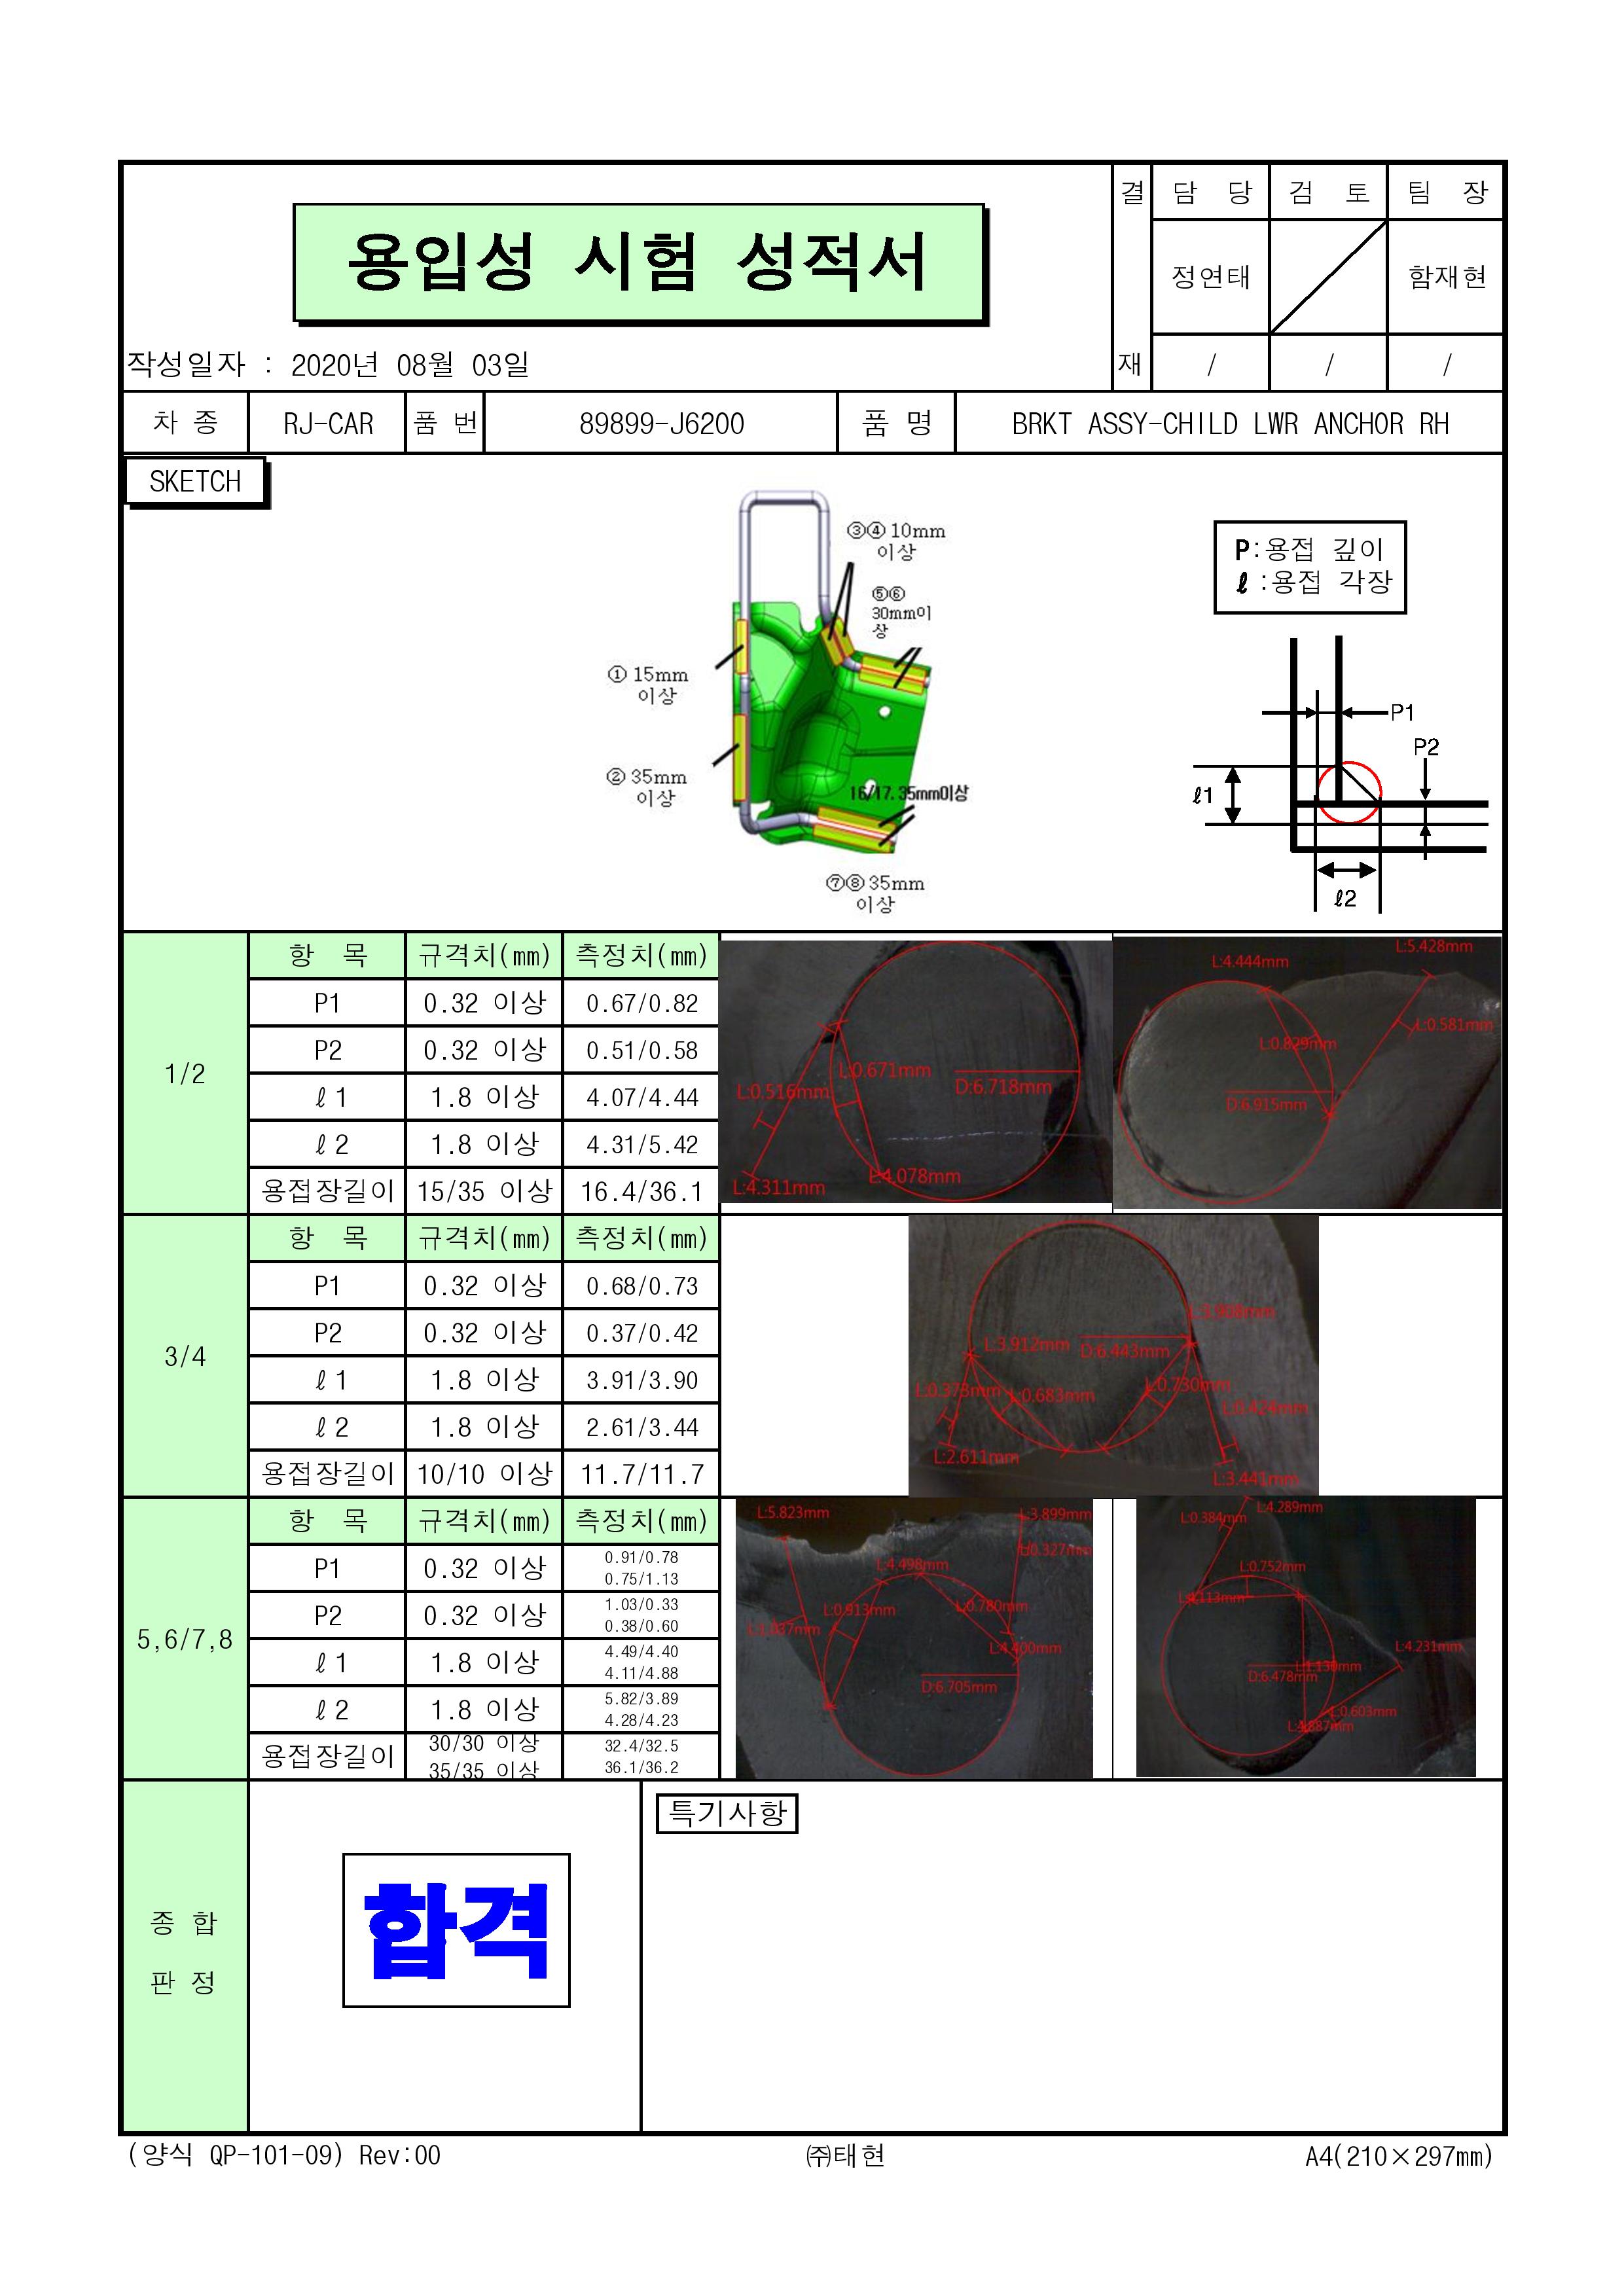 용입성 시험 성적서
결 재
담 당 검 토 팀 장
정연태 함재현
/ / /
작성일자 : 2020년 08월 03일
차 종 RJ-CAR 품 번 89899-J6200 품 명 BRKT ASSY-CHILD LWR ANCHOR RH
SKETCH
③④ 10mm
이상
⑤⑥
30mm이
상
① 15mm
이상
② 35mm
이상
16/17. 35mm이상
⑦⑧ 35mm
이상
P:용접 깊이
ℓ :용접 각장
P1
P2
ℓ1
ℓ2
1/2
항 목 규격치(㎜) 측정치(㎜)
P1 0.32 이상 0.67/0.82
P2 0.32 이상 0.51/0.58
ℓ1 1.8 이상 4.07/4.44
ℓ2 1.8 이상 4.31/5.42
용접장길이 15/35 이상 16.4/36.1
L:0.671mm
L:0.516mm
D:6.718mm
L:4.078mm
L:4.311mm
L:5.428mm
L:4.444mm
L:0.581mm
L:0.829mm
D:6.915mm
3/4
항 목 규격치(㎜) 측정치(㎜)
P1 0.32 이상 0.68/0.73
P2 0.32 이상 0.37/0.42
ℓ1 1.8 이상 3.91/3.90
ℓ2 1.8 이상 2.61/3.44
용접장길이 10/10 이상 11.7/11.7
L:3.912mm
D:6.443mm
L:0.373mm
L:0.683mm
L:0.730mm
L:0.424mm
L:2.611mm
L:3.441mm
5,6/7,8
항 목 규격치(㎜) 측정치(㎜)
P1 0.32 이상 0.91/0.78
0.75/1.13
P2 0.32 이상 1.03/0.33
0.38/0.60
ℓ1 1.8 이상 4.49/4.40
4.11/4.88
ℓ2 1.8 이상 5.82/3.89
4.28/4.23
용접장길이 30/30 이상 32.4/32.5
35/35 이상 36.1/36.2
L:5.823mm
L:3.899mm
L:0.327mm
L:4.498mm
L:0.913mm
L:0.780mm
L:1.037mm
L:4.400mm
D:6.705mm
L:4.289mm
L:0.384mm
L:0.752mm
L:4.113mm
L:4.231mm
L:1.130mm
D:6.478mm
L:0.603mm
종 합
판 정
합격
특기사항
(양식 QP-101-09) Rev:00 ㈜태현 A4(210×297㎜)